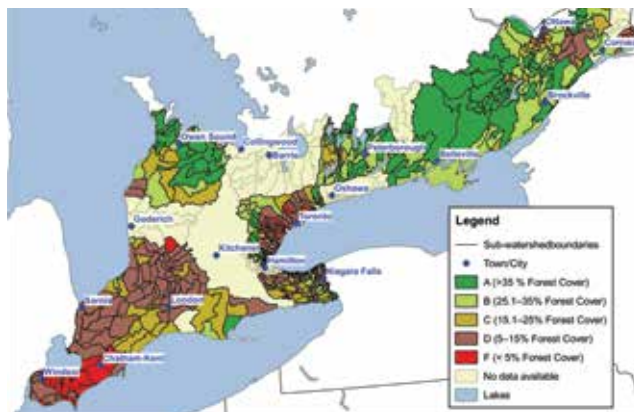 Ottawa
Cornwall
Brockville
Owen Sound
Collingwood
Barrie
Peterborough
Belleville
Oshawa
Goderich
Toronto
Kitchener
Hamilton
Niagara Falls
Sarnia
London
Chatham-Kent
Windsor
Legend
Sub-watershedboundaries
Town/City
A (>35 % Forest Cover)
B (25.1–35% Forest Cover)
C (15.1–25% Forest Cover)
D (5–15% Forest Cover)
F (< 5% Forest Cover)
No data available
Lakes